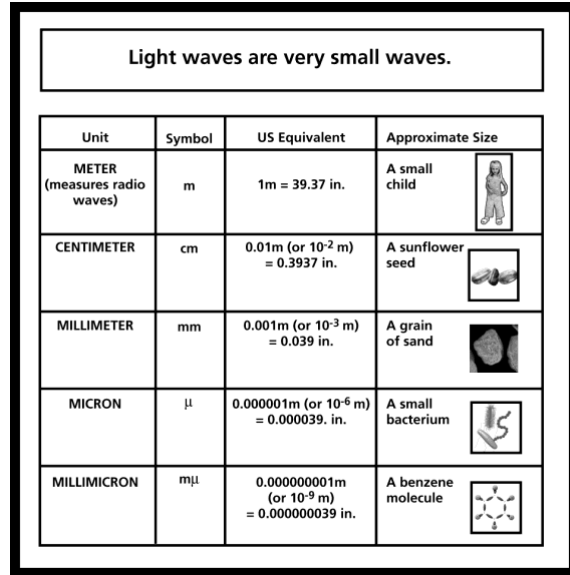 Light waves are very small waves.
Unit Symbol US Equivalent Approximate Size
METER
(measures radio
waves)
m
1m = 39.37 in.
A small
child
CENTIMETER
cm
0.01m (or 10⁻² m)
= 0.3937 in.
A sunflower
seed
MILLIMETER
mm
0.001m (or 10⁻³ m)
= 0.039 in.
A grain
of sand
MICRON
µ
0.000001m (or 10⁻⁶ m)
= 0.000039. in.
A small
bacterium
MILLIMICRON
mµ
0.000000001m
(or 10⁻⁹ m)
= 0.000000039 in.
A benzene
molecule